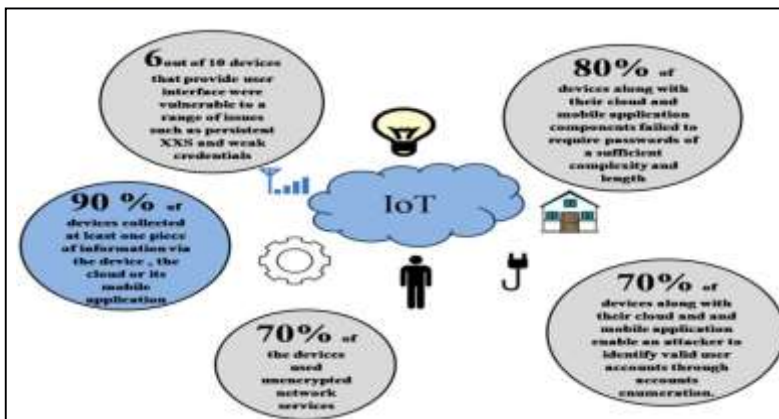 6 out of 10 devices
that provide user
interface were
vulnerable to a
range of issues
such as persistent
XXS and weak
credentials
80% of
devices along with
their cloud and
mobile application
components failed to
require passwords of
a sufficient
complexity and
length
IoT
90 % of
devices collected
at least one piece
of information via
the device , the
cloud or its
mobile
application
70% of
the devices
used
unencrypted
network
services
70% of
devices along with
their cloud and and
mobile application
enable an attacker to
identify valid user
accounts through
accounts
enumeration.